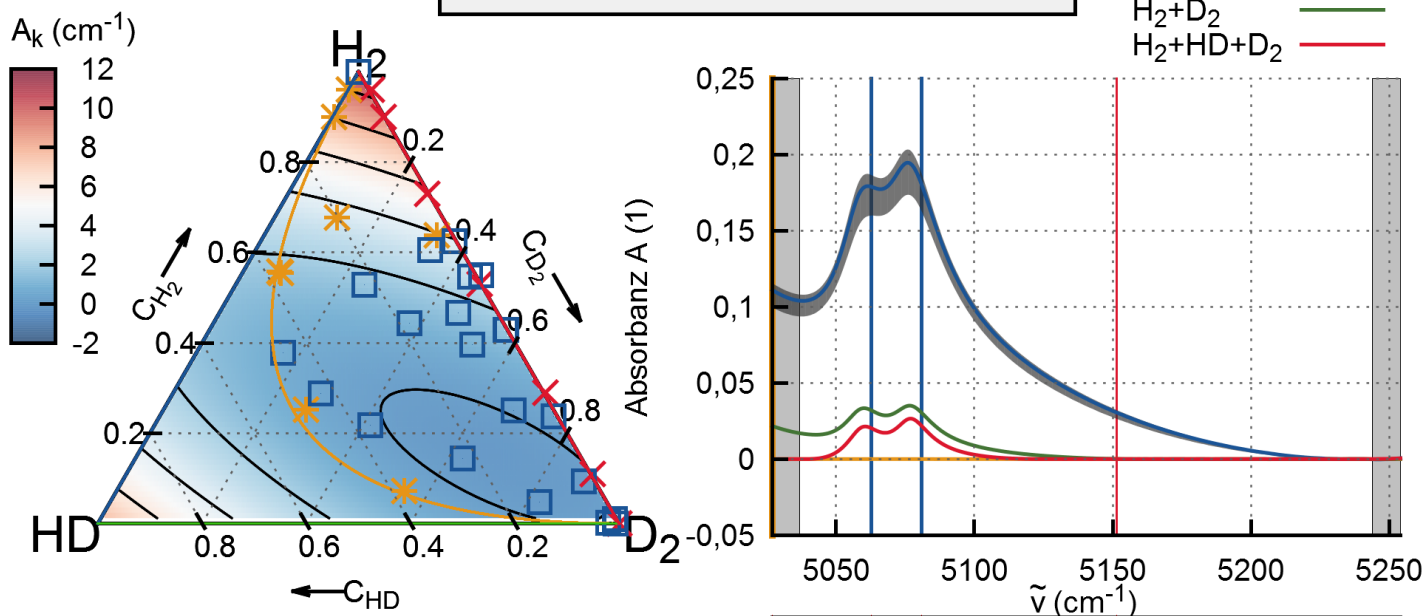 H₂+D₂
H₂+HD+D₂
Aₖ (cm⁻¹)
12
10
8
6
4
2
0
-2
H₂
HD
D₂
0.8
0.6
0.4
0.2
0.2
0.4
0.6
0.8
0.8
0.6
0.4
0.2
C_H₂
C_D₂
C_HD
Absorbanz A (1)
0,25
0,2
0,15
0,1
0,05
0
-0,05
5050
5100
5150
5200
5250
ṽ (cm⁻¹)